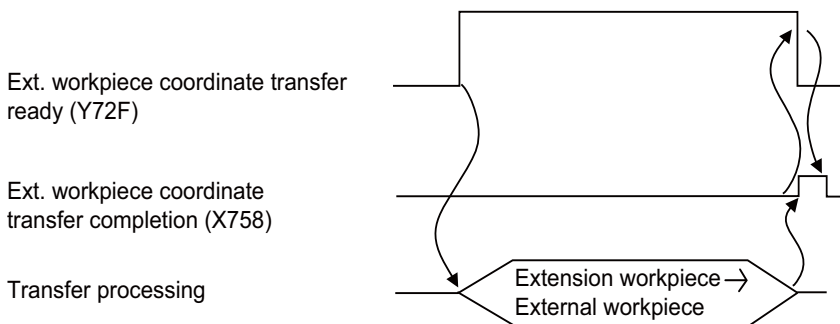 Ext. workpiece coordinate transfer
ready (Y72F)
Ext. workpiece coordinate
transfer completion (X758)
Transfer processing
Extension workpiece →
External workpiece